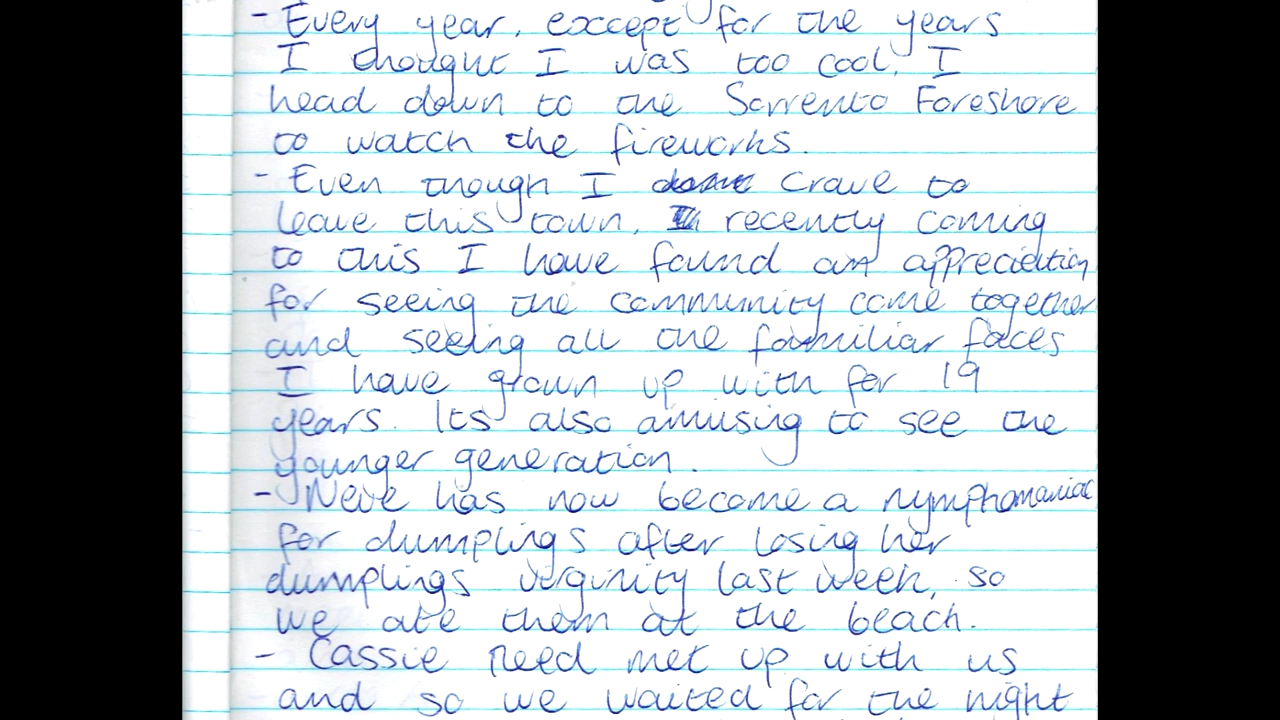 - Every year, except for the years
I thought I was too cool, I
head down to the Sorrento Foreshore
to watch the fireworks.
- Even though I crave to
leave this town, recently coming
to this I have found an appreciation
for seeing the community come together
and seeing all the familiar faces
I have grown up with for 19
years. Its also amusing to see the
younger generation.
- Neve has now become a nymphomaniac
for dumplings after losing her
dumplings virginity last week, so
we ate them at the beach.
- Cassie Reed met up with us
and so we waited for the night